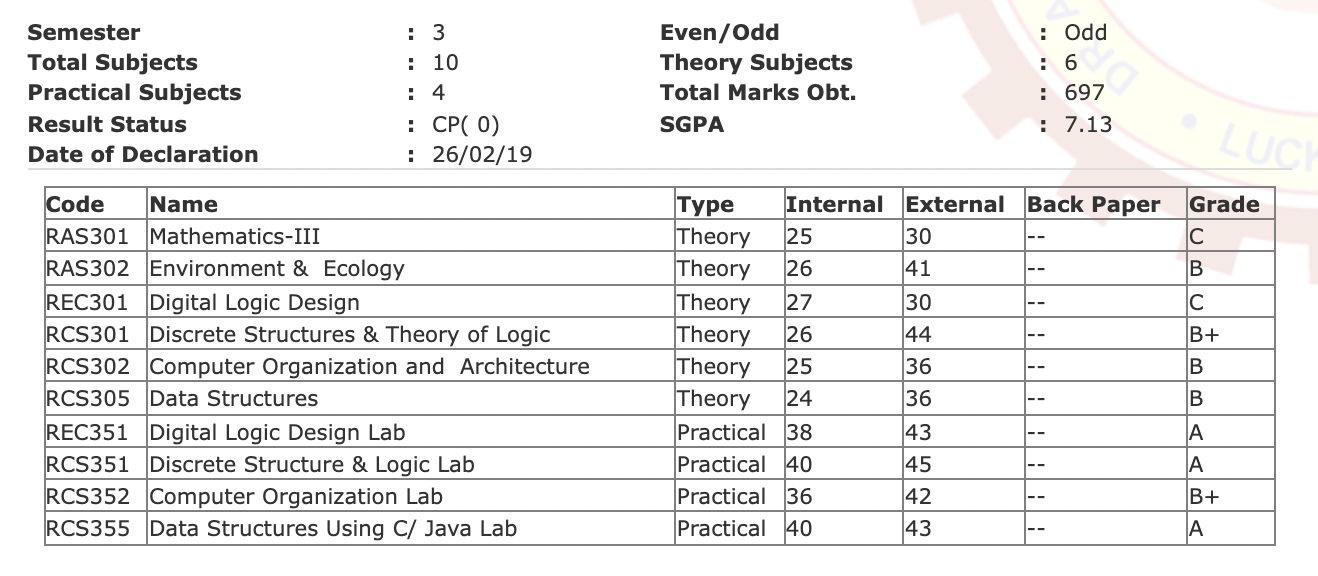 Semester : 3 Even/Odd : Odd
Total Subjects : 10 Theory Subjects : 6
Practical Subjects : 4 Total Marks Obt. : 697
Result Status : CP( 0) SGPA : 7.13
Date of Declaration : 26/02/19
Code Name Type Internal External Back Paper Grade
RAS301 Mathematics-III Theory 25 30 -- C
RAS302 Environment &  Ecology Theory 26 41 -- B
REC301 Digital Logic Design Theory 27 30 -- C
RCS301 Discrete Structures & Theory of Logic Theory 26 44 -- B+
RCS302 Computer Organization and  Architecture Theory 25 36 -- B
RCS305 Data Structures Theory 24 36 -- B
REC351 Digital Logic Design Lab Practical 38 43 -- A
RCS351 Discrete Structure & Logic Lab Practical 40 45 -- A
RCS352 Computer Organization Lab Practical 36 42 -- B+
RCS355 Data Structures Using C/ Java Lab Practical 40 43 -- A